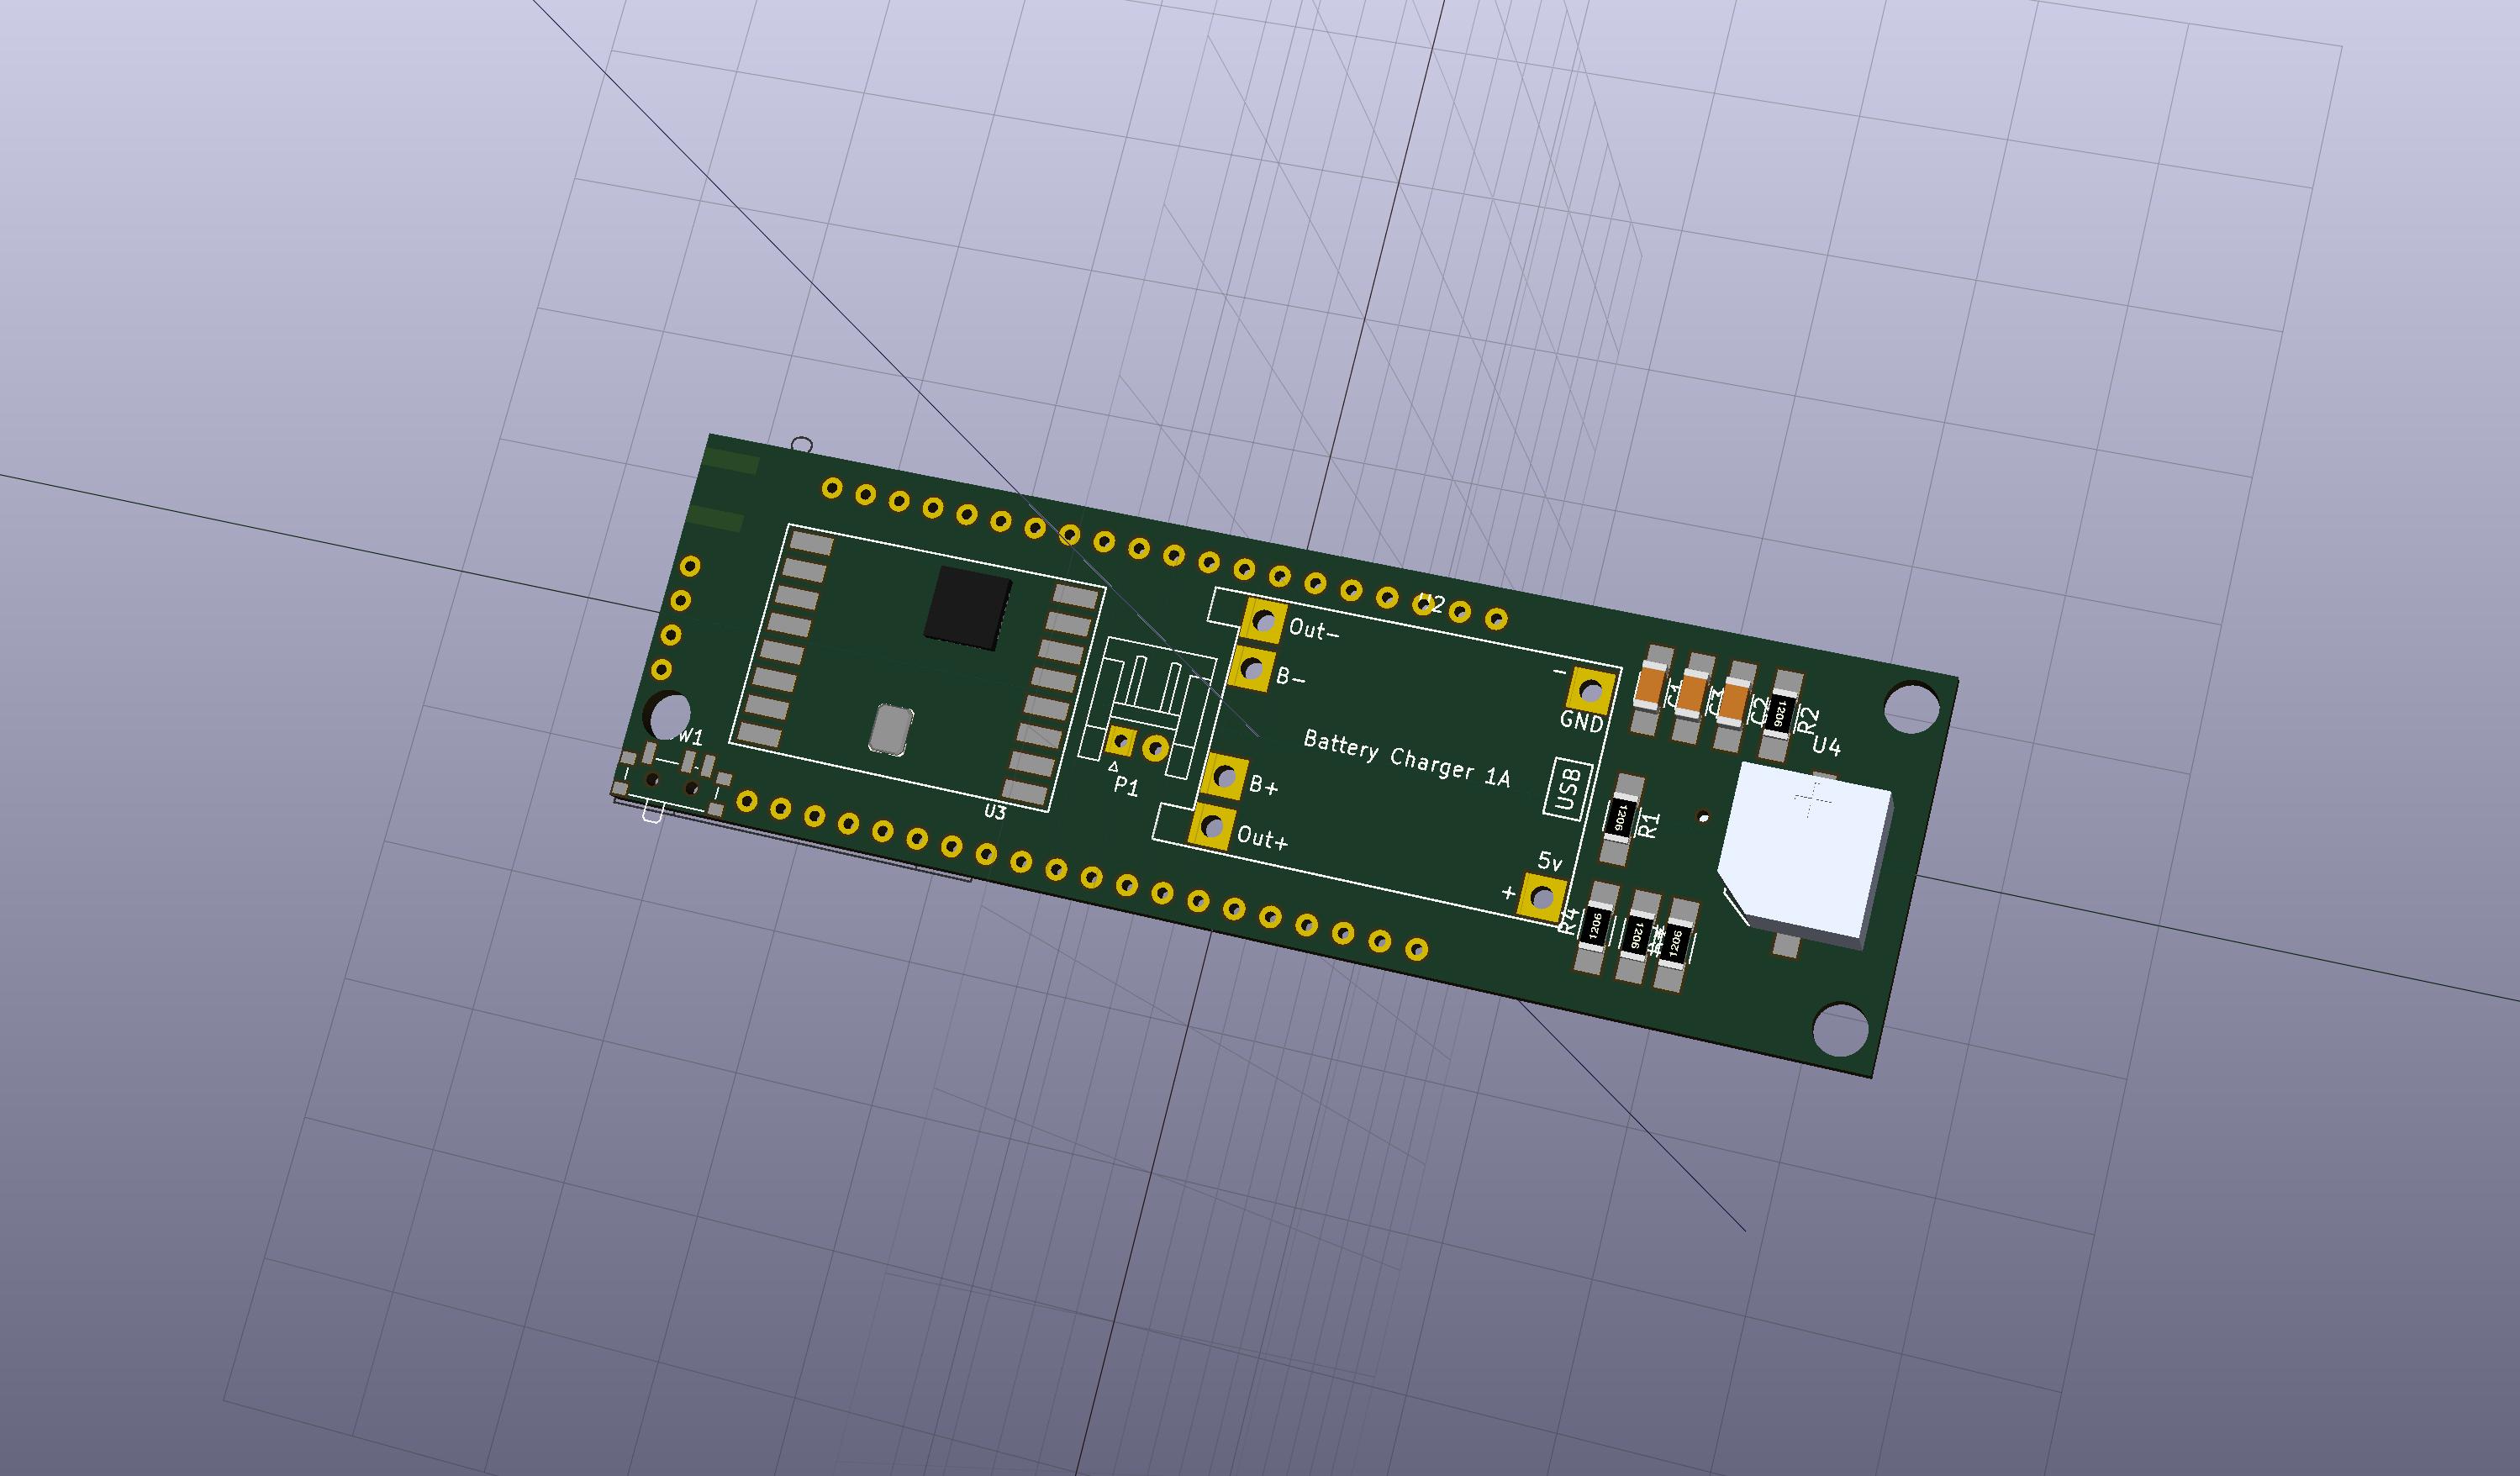 Out-
B-
-
GND
C1
C3
C2
1206
R2
U4
W1
P1
B+
Out+
Battery Charger 1A
USB
1206
R1
U3
5v
+
R4
1206
1206
1206